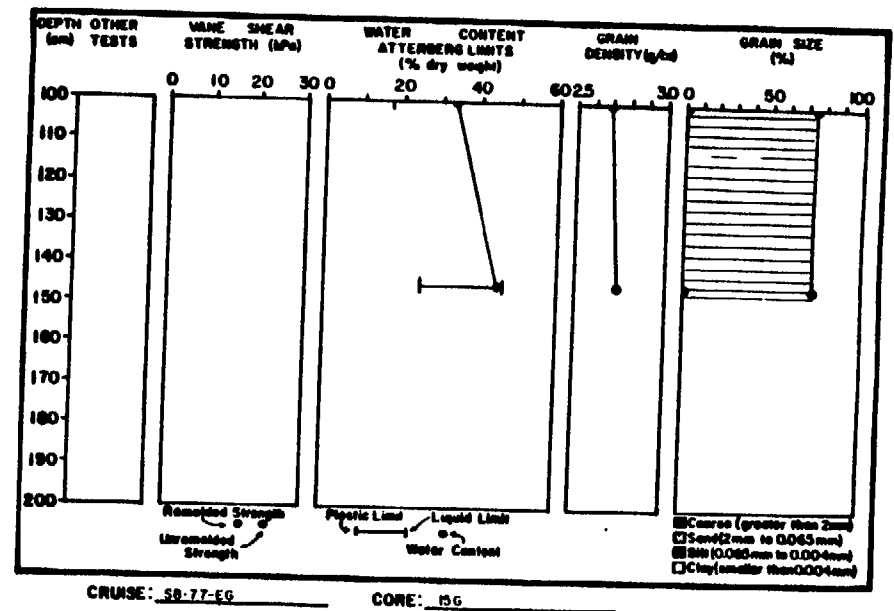 DEPTH OTHER
(cm) TESTS
VANE SHEAR
STRENGTH (kPa)
WATER CONTENT
ATTERBERG LIMITS
(% dry weight)
GRAIN
DENSITY (g/cc)
GRAIN SIZE
(%)
0 10 20 30
0 20 40 60
2.5 3.0
0 50 100
100
110
120
130
140
150
160
170
180
190
200
Remolded Strength
Unremolded
Strength
Plastic Limit
Liquid Limit
Water Content
Coarse (greater than 2mm)
Sand (2mm to 0.065mm)
Silt (0.065mm to 0.004mm)
Clay (smaller than 0.004mm)
CRUISE: S8-77-EG
CORE: 15G